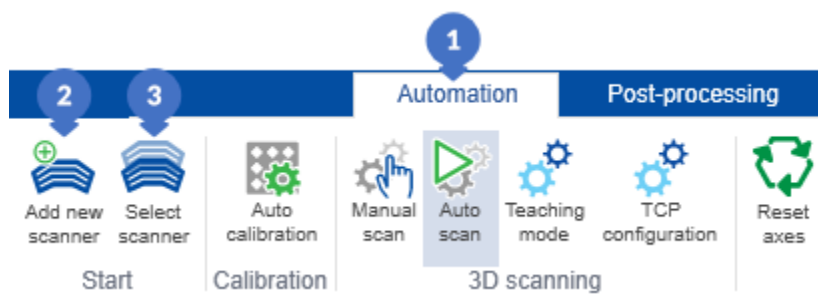 1
2
3
Automation
Post-processing
Add new
scanner
Select
scanner
Auto
calibration
Manual
scan
Auto
scan
Teaching
mode
TCP
configuration
Reset
axes
Start
Calibration
3D scanning